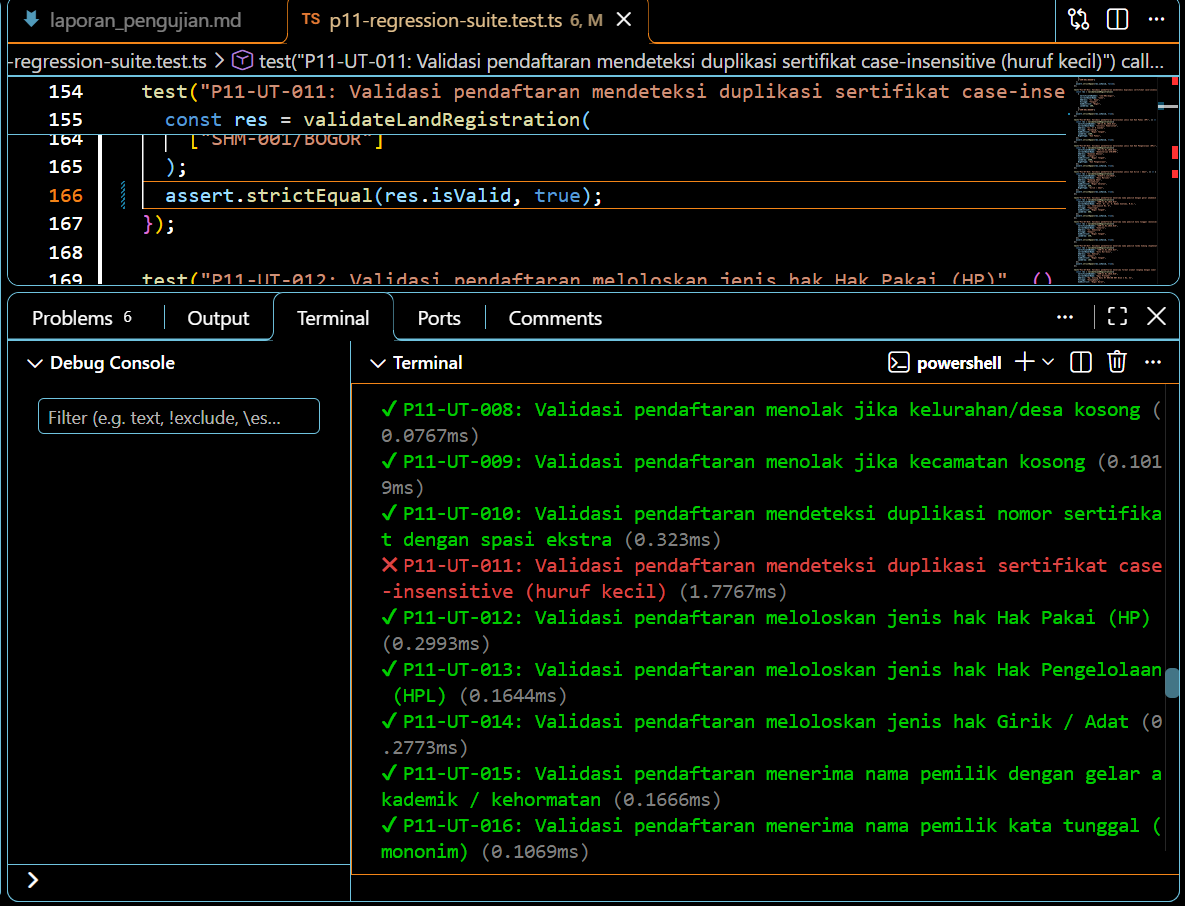 laporan_pengujian.md
TS p11-regression-suite.test.ts 6, M
-regression-suite.test.ts > test("P11-UT-011: Validasi pendaftaran mendeteksi duplikasi sertifikat case-insensitive (huruf kecil)") call...
154 test("P11-UT-011: Validasi pendaftaran mendeteksi duplikasi sertifikat case-inse
155 const res = validateLandRegistration(
164 ["SHM-001/BOGOR"]
165 );
166 assert.strictEqual(res.isValid, true);
167 });
168
169 test("P11-UT-012: Validasi pendaftaran meloloskan jenis hak Hak Pakai (HP)", ()
Problems 6 Output Terminal Ports Comments
Debug Console
Filter (e.g. text, !exclude, \es...
Terminal
powershell
✔ P11-UT-008: Validasi pendaftaran menolak jika kelurahan/desa kosong (
0.0767ms)
✔ P11-UT-009: Validasi pendaftaran menolak jika kecamatan kosong (0.101
9ms)
✔ P11-UT-010: Validasi pendaftaran mendeteksi duplikasi nomor sertifika
t dengan spasi ekstra (0.323ms)
✖ P11-UT-011: Validasi pendaftaran mendeteksi duplikasi sertifikat case
-insensitive (huruf kecil) (1.7767ms)
✔ P11-UT-012: Validasi pendaftaran meloloskan jenis hak Hak Pakai (HP)
(0.2993ms)
✔ P11-UT-013: Validasi pendaftaran meloloskan jenis hak Hak Pengelolaan
(HPL) (0.1644ms)
✔ P11-UT-014: Validasi pendaftaran meloloskan jenis hak Girik / Adat (0
.2773ms)
✔ P11-UT-015: Validasi pendaftaran menerima nama pemilik dengan gelar a
kademik / kehormatan (0.1666ms)
✔ P11-UT-016: Validasi pendaftaran menerima nama pemilik kata tunggal (
mononim) (0.1069ms)